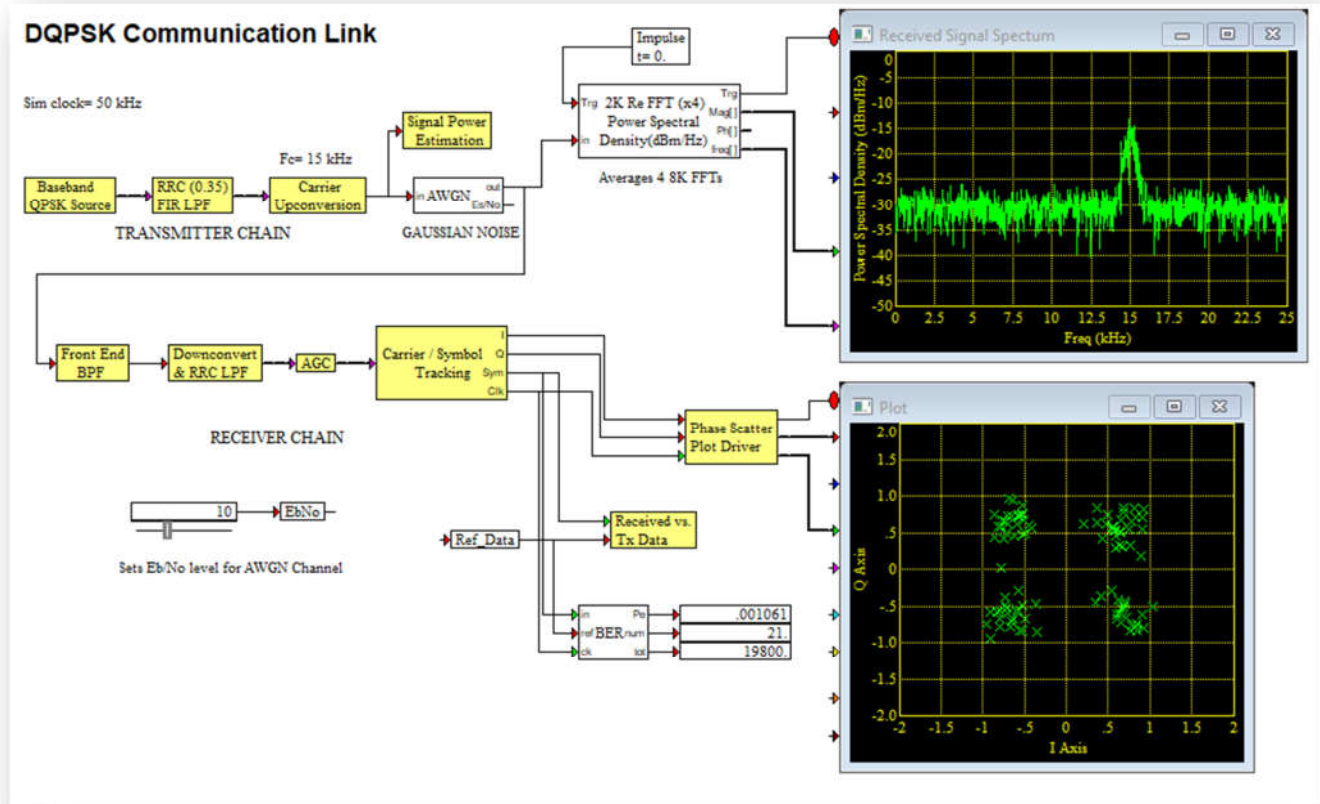 DQPSK Communication Link
Sim clock= 50 kHz
Impulse
t= 0.
Trg
in
2K Re FFT (x4)
Power Spectral
Density(dBm/Hz)
Trg
Mag[]
Ph[]
freq[]
Averages 4 8K FFTs
Signal Power
Estimation
Fc= 15 kHz
Baseband
QPSK Source
RRC (0.35)
FIR LPF
Carrier
Upconversion
in
AWGN
out
Es/No
TRANSMITTER CHAIN
GAUSSIAN NOISE
Received Signal Spectum
Power Spectral Density (dBm/Hz)
0
-5
-10
-15
-20
-25
-30
-35
-40
-45
-50
0 2.5 5 7.5 10 12.5 15 17.5 20 22.5 25
Freq (kHz)
Front End
BPF
Downconvert
& RRC LPF
AGC
Carrier / Symbol
Tracking
I
Q
Sym
Clk
RECEIVER CHAIN
Phase Scatter
Plot Driver
10
EbNo
Sets Eb/No level for AWGN Channel
Ref_Data
Received vs.
Tx Data
in
ref
clk
BER
Pe
num
tot
.001061
21.
19800.
Plot
Q Axis
2.0
1.5
1.0
.5
0
-.5
-1.0
-1.5
-2.0
-2 -1.5 -1 -.5 0 .5 1 1.5 2
I Axis